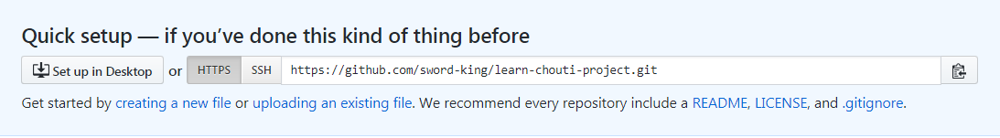 Quick setup — if you’ve done this kind of thing before
Set up in Desktop or HTTPS SSH https://github.com/sword-king/learn-chouti-project.git
Get started by creating a new file or uploading an existing file. We recommend every repository include a README, LICENSE, and .gitignore.